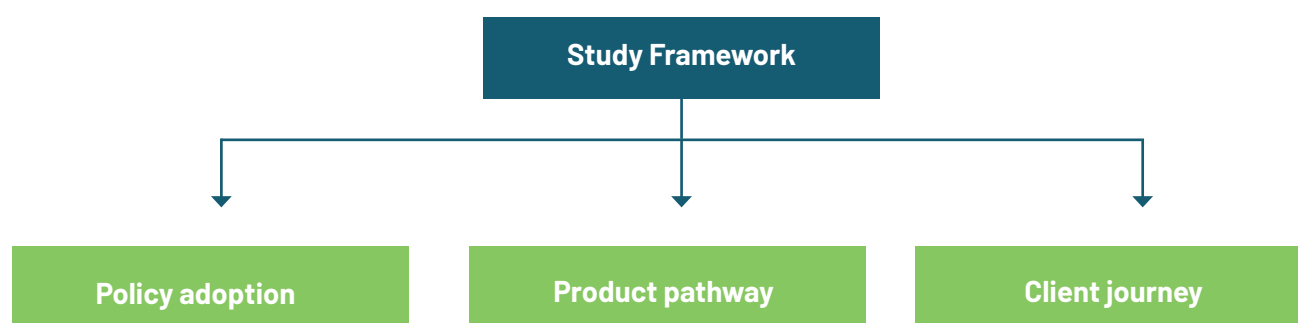 Study Framework
Policy adoption
Product pathway
Client journey